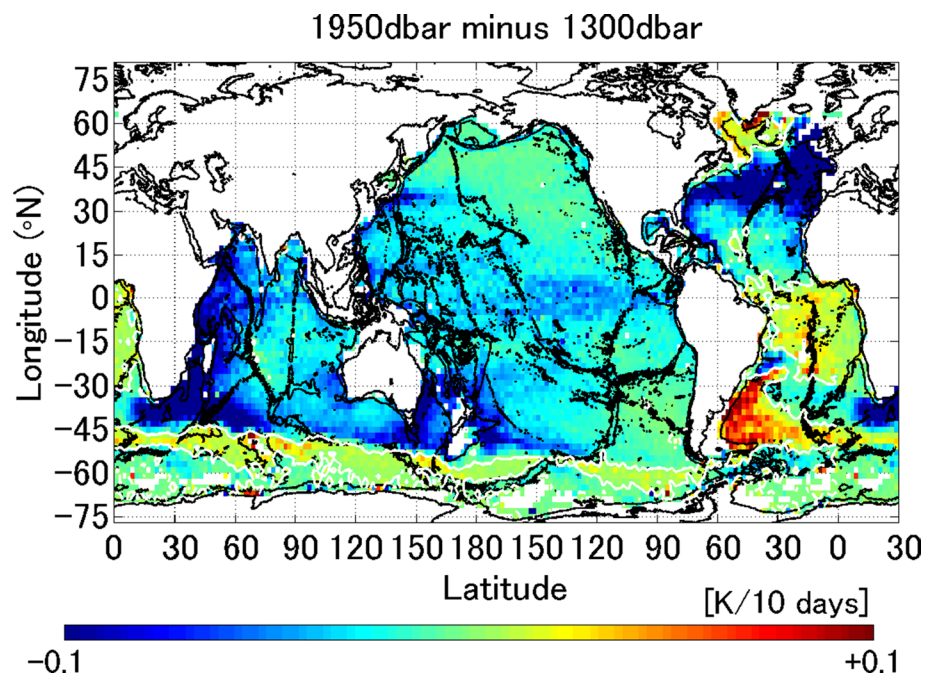 1950dbar minus 1300dbar
75
60
45
30
15
0
−15
−30
−45
−60
−75
Longitude (°N)
0 30 60 90 120 150 180 150 120 90 60 30 0 30
Latitude
[K/10 days]
−0.1 +0.1